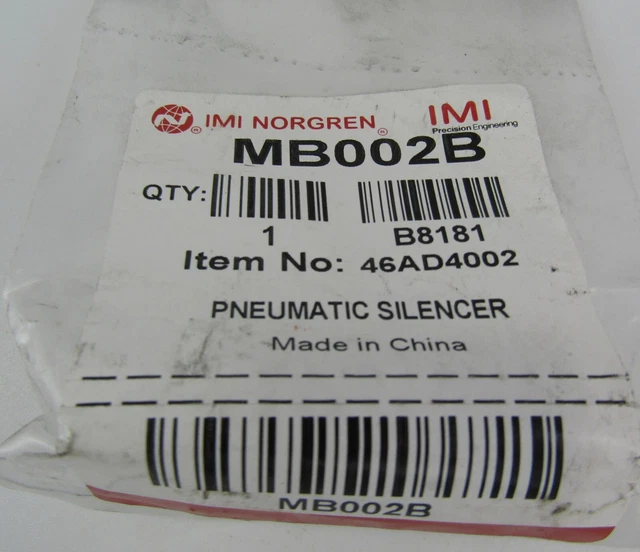 IMI NORGREN® IMI
Precision Engineering
MB002B
QTY:
1 B8181
Item No: 46AD4002
PNEUMATIC SILENCER
Made in China
MB002B